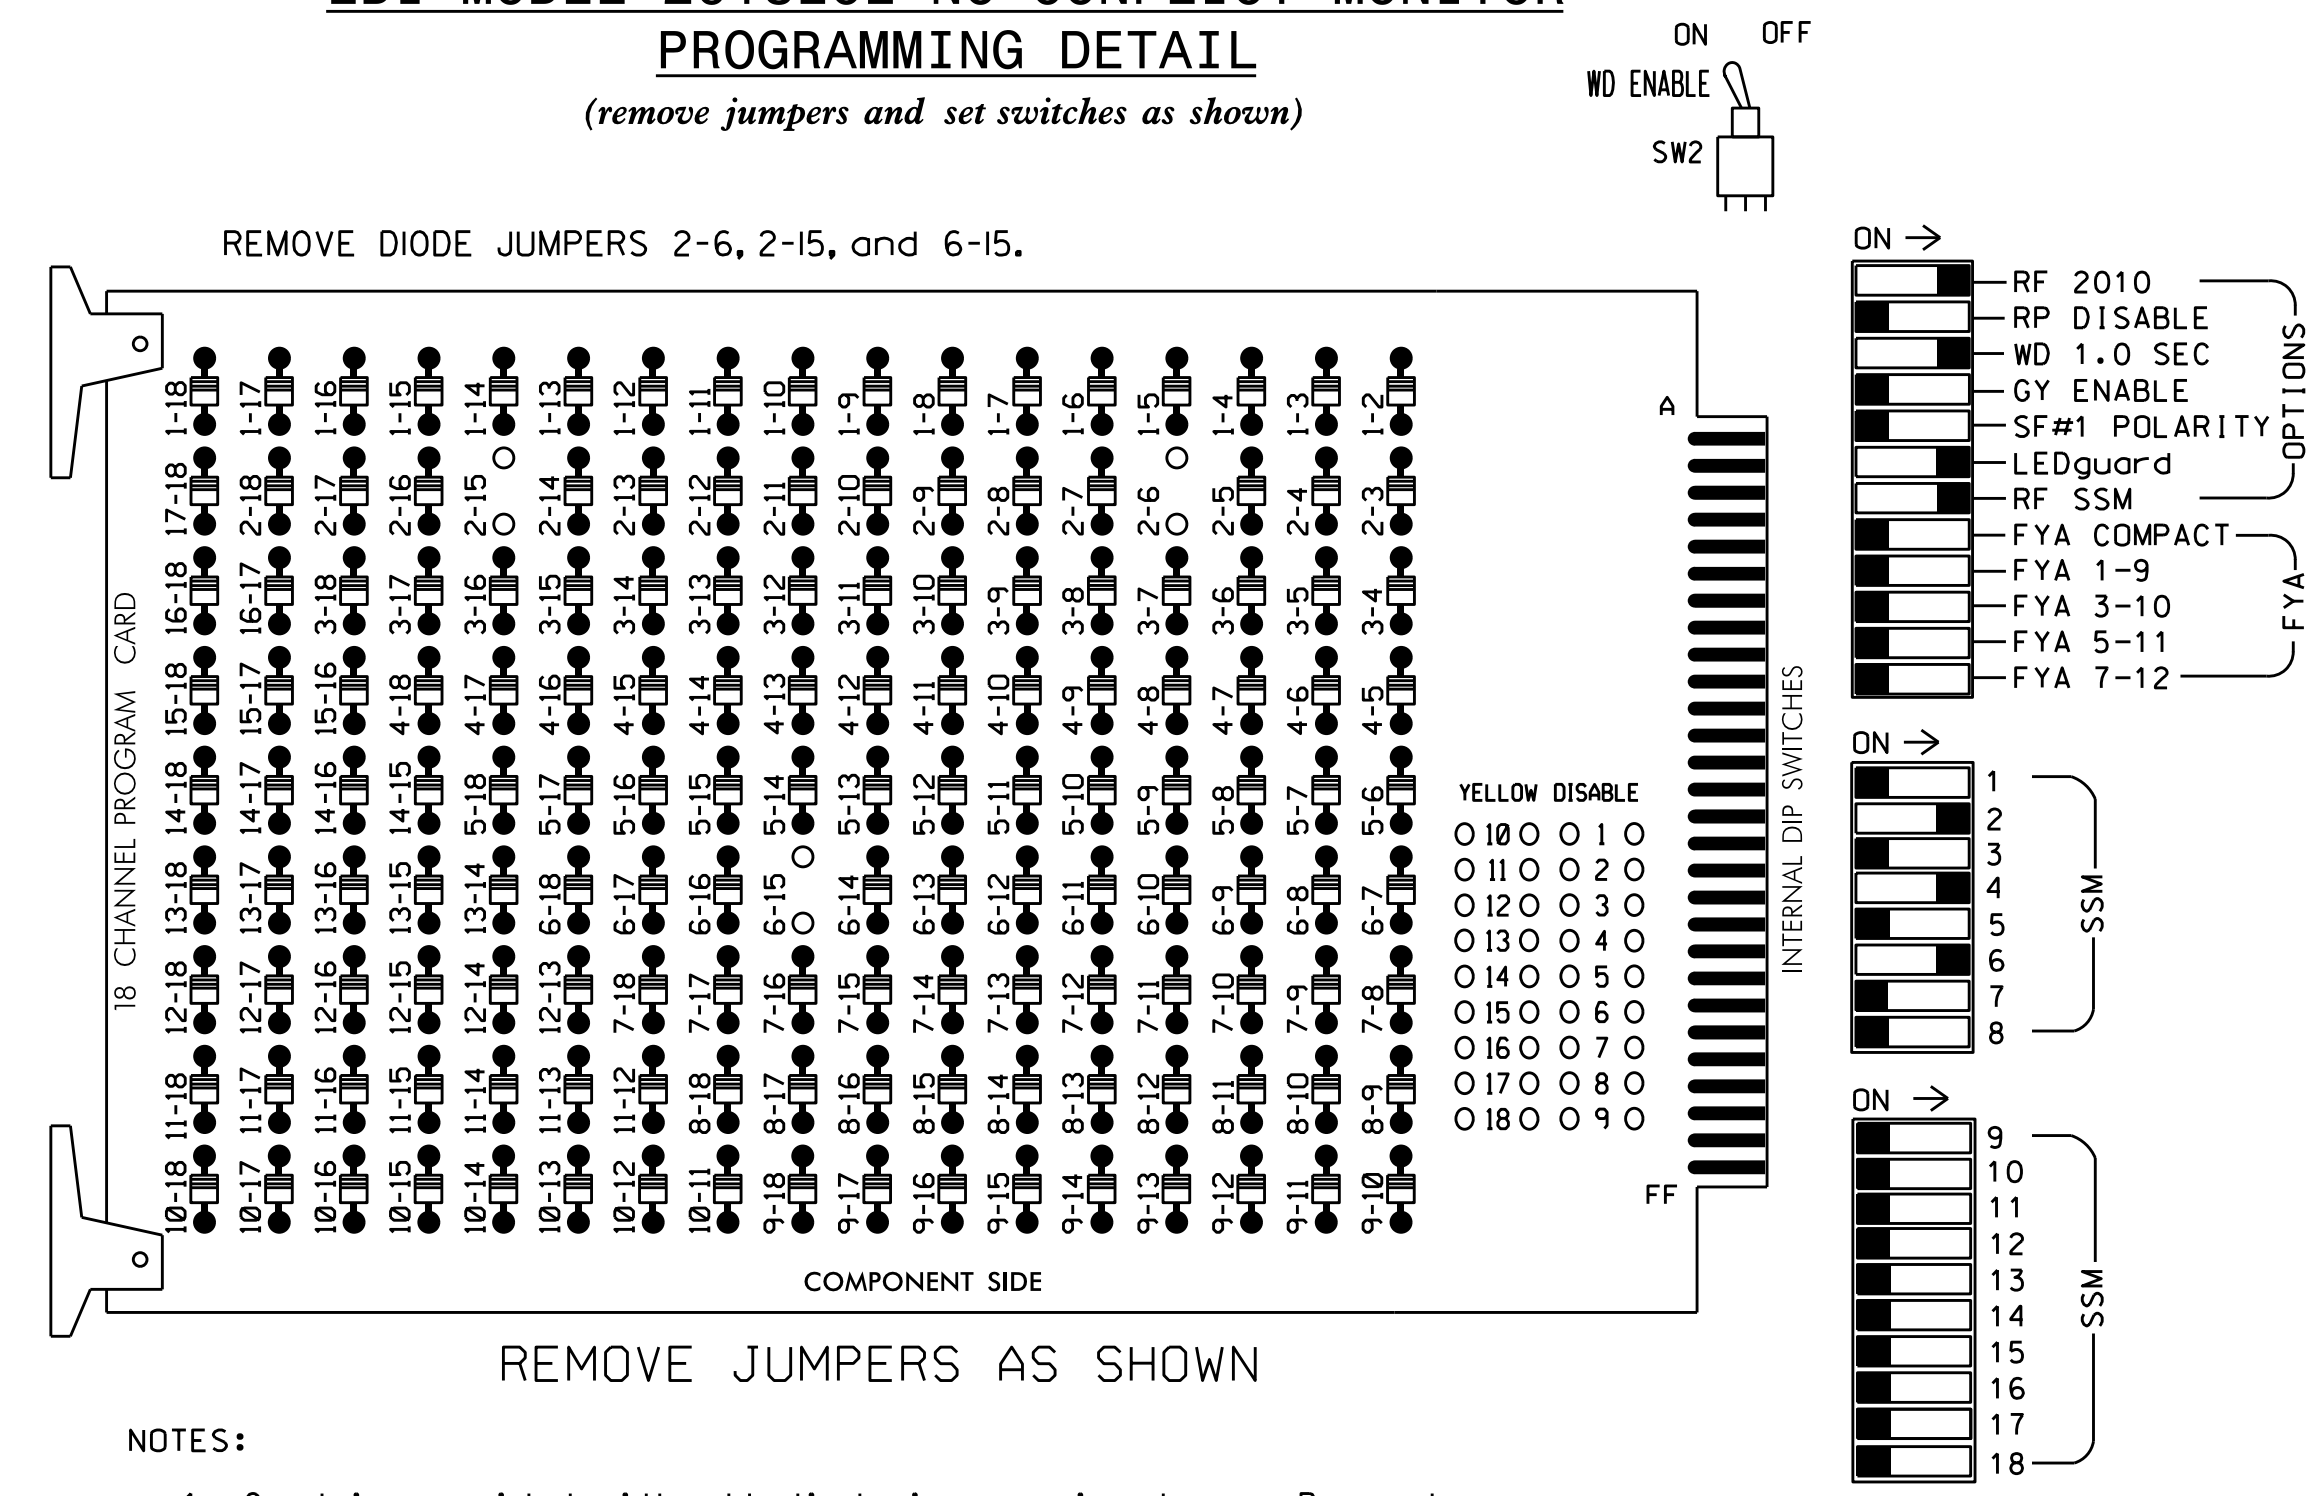 PROGRAMMING DETAIL
(remove jumpers and set switches as shown)
ON OFF
WD ENABLE
SW2
REMOVE DIODE JUMPERS 2-6, 2-15, and 6-15.
18 CHANNEL PROGRAM CARD
1-18 1-17 1-16 1-15 1-14 1-13 1-12 1-11 1-10 1-9 1-8 1-7 1-6 1-5 1-4 1-3 1-2
17-18 2-18 2-17 2-16 2-15 2-14 2-13 2-12 2-11 2-10 2-9 2-8 2-7 2-6 2-5 2-4 2-3
16-18 16-17 3-18 3-17 3-16 3-15 3-14 3-13 3-12 3-11 3-10 3-9 3-8 3-7 3-6 3-5 3-4
15-18 15-17 15-16 4-18 4-17 4-16 4-15 4-14 4-13 4-12 4-11 4-10 4-9 4-8 4-7 4-6 4-5
14-18 14-17 14-16 14-15 5-18 5-17 5-16 5-15 5-14 5-13 5-12 5-11 5-10 5-9 5-8 5-7 5-6
13-18 13-17 13-16 13-15 13-14 6-18 6-17 6-16 6-15 6-14 6-13 6-12 6-11 6-10 6-9 6-8 6-7
12-18 12-17 12-16 12-15 12-14 12-13 7-18 7-17 7-16 7-15 7-14 7-13 7-12 7-11 7-10 7-9 7-8
11-18 11-17 11-16 11-15 11-14 11-13 11-12 8-18 8-17 8-16 8-15 8-14 8-13 8-12 8-11 8-10 8-9
10-18 10-17 10-16 10-15 10-14 10-13 10-12 10-11 9-18 9-17 9-16 9-15 9-14 9-13 9-12 9-11 9-10
A
YELLOW DISABLE
10 1
11 2
12 3
13 4
14 5
15 6
16 7
17 8
18 9
FF
COMPONENT SIDE
REMOVE JUMPERS AS SHOWN
INTERNAL DIP SWITCHES
ON →
RF 2010
RP DISABLE
WD 1.0 SEC
GY ENABLE
SF#1 POLARITY
LEDguard
RF SSM
OPTIONS
FYA COMPACT
FYA 1-9
FYA 3-10
FYA 5-11
FYA 7-12
FYA
ON →
1
2
3
4
5
6
7
8
SSM
ON →
9
10
11
12
13
14
15
16
17
18
SSM
NOTES: